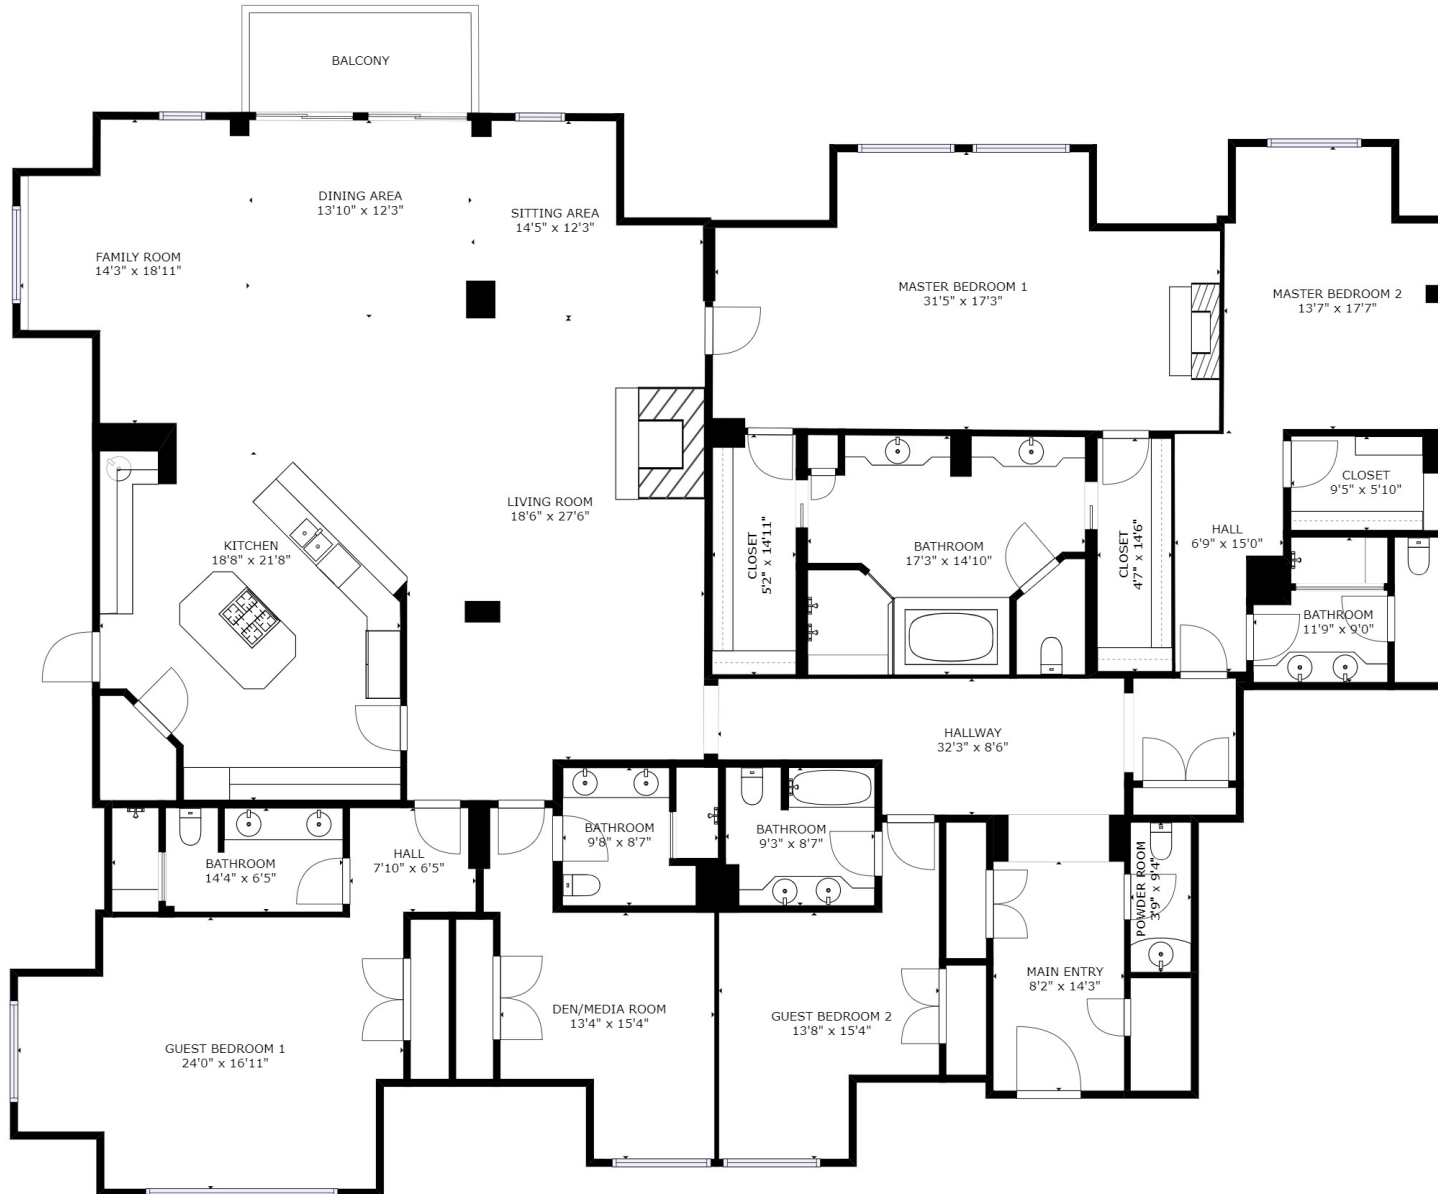 BALCONY
DINING AREA
13'10" x 12'3"
SITTING AREA
14'5" x 12'3"
FAMILY ROOM
14'3" x 18'11"
MASTER BEDROOM 1
31'5" x 17'3"
MASTER BEDROOM 2
13'7" x 17'7"
LIVING ROOM
18'6" x 27'6"
KITCHEN
18'8" x 21'8"
CLOSET
5'2" x 14'11"
BATHROOM
17'3" x 14'10"
CLOSET
4'7" x 14'6"
HALL
6'9" x 15'0"
CLOSET
9'5" x 5'10"
BATHROOM
11'9" x 9'0"
HALLWAY
32'3" x 8'6"
BATHROOM
14'4" x 6'5"
HALL
7'10" x 6'5"
BATHROOM
9'8" x 8'7"
BATHROOM
9'3" x 8'7"
POWDER ROOM
3'9" x 9'4"
MAIN ENTRY
8'2" x 14'3"
DEN/MEDIA ROOM
13'4" x 15'4"
GUEST BEDROOM 2
13'8" x 15'4"
GUEST BEDROOM 1
24'0" x 16'11"